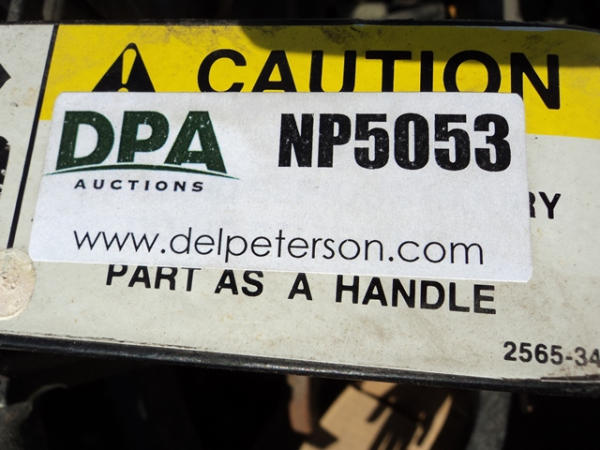 CAUTION
DPA
AUCTIONS
NP5053
RY
www.delpeterson.com
PART AS A HANDLE
2565-34